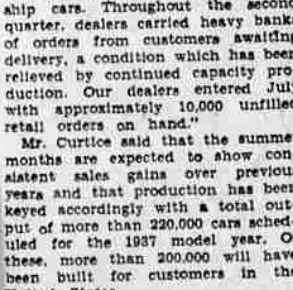 ship cars. Throughout the second
quarter, dealers carried heavy bank
of orders from customers awaiting
delivery, a condition which has been
relieved by continued capacity pro
duction. Our dealers entered July
with approximately 10,000 unfilled
retail orders on hand."
Mr. Curtice said that the summe
months are expected to show con
sistent sales gains over previou
years and that production has been
keyed accordingly with a total out
put of more than 220,000 cars sched
uled for the 1937 model year. O
these, more than 200,000 will have
been built for customers in the